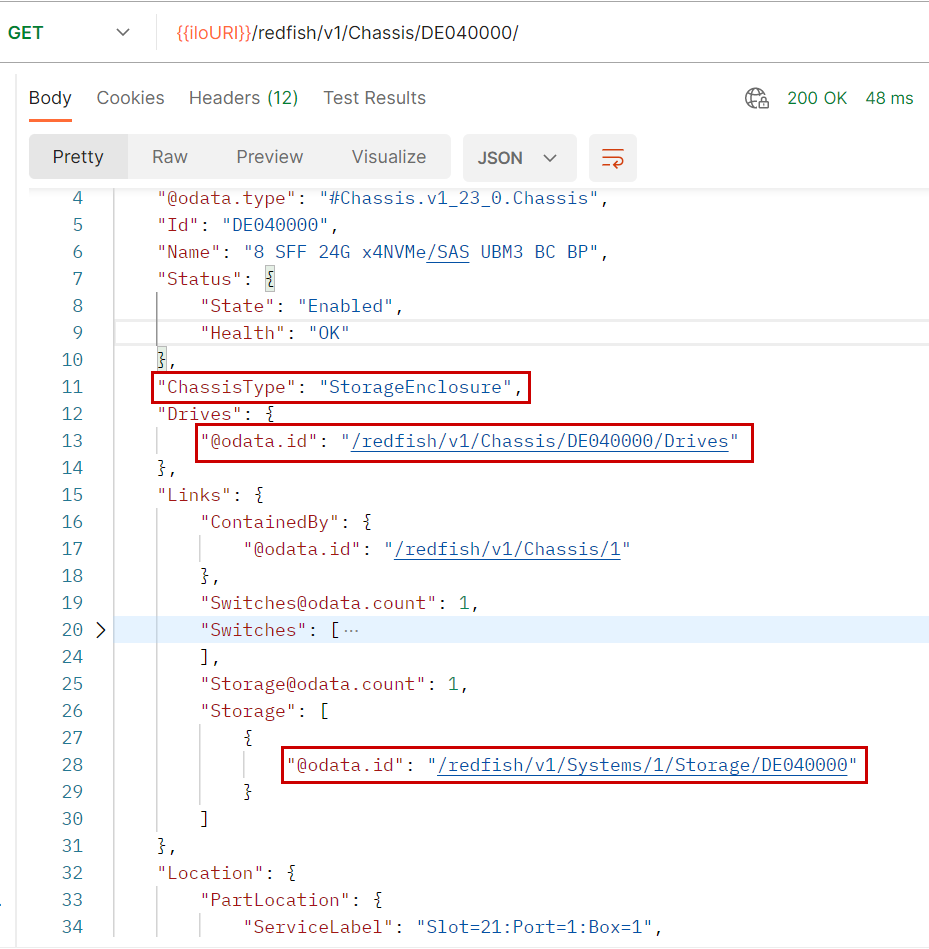 GET {{iloURI}}/redfish/v1/Chassis/DE040000/
Body Cookies Headers (12) Test Results 200 OK 48 ms
Pretty Raw Preview Visualize JSON
4 "@odata.type": "#Chassis.v1_23_0.Chassis",
5 "Id": "DE040000",
6 "Name": "8 SFF 24G x4NVMe/SAS UBM3 BC BP",
7 "Status": {
8 "State": "Enabled",
9 "Health": "OK"
10 },
11 "ChassisType": "StorageEnclosure",
12 "Drives": {
13 "@odata.id": "/redfish/v1/Chassis/DE040000/Drives"
14 },
15 "Links": {
16 "ContainedBy": {
17 "@odata.id": "/redfish/v1/Chassis/1"
18 },
19 "Switches@odata.count": 1,
20 "Switches": [ ···
24 ],
25 "Storage@odata.count": 1,
26 "Storage": [
27 {
28 "@odata.id": "/redfish/v1/Systems/1/Storage/DE040000"
29 }
30 ]
31 },
32 "Location": {
33 "PartLocation": {
34 "ServiceLabel": "Slot=21:Port=1:Box=1",